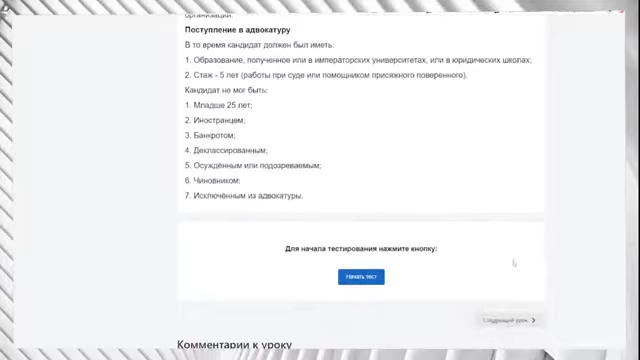 организации.
Поступление в адвокатуру
В то время кандидат должен был иметь:
1. Образование, полученное или в императорских университетах, или в юридических школах;
2. Стаж - 5 лет (работы при суде или помощником присяжного поверенного).
Кандидат не мог быть:
1. Младше 25 лет;
2. Иностранцем;
3. Банкротом;
4. Деклассированным;
5. Осуждённым или подозреваемым;
6. Чиновником;
7. Исключённым из адвокатуры.
Для начала тестирования нажмите кнопку:
Начать тест
Следующий урок
Комментарии к уроку